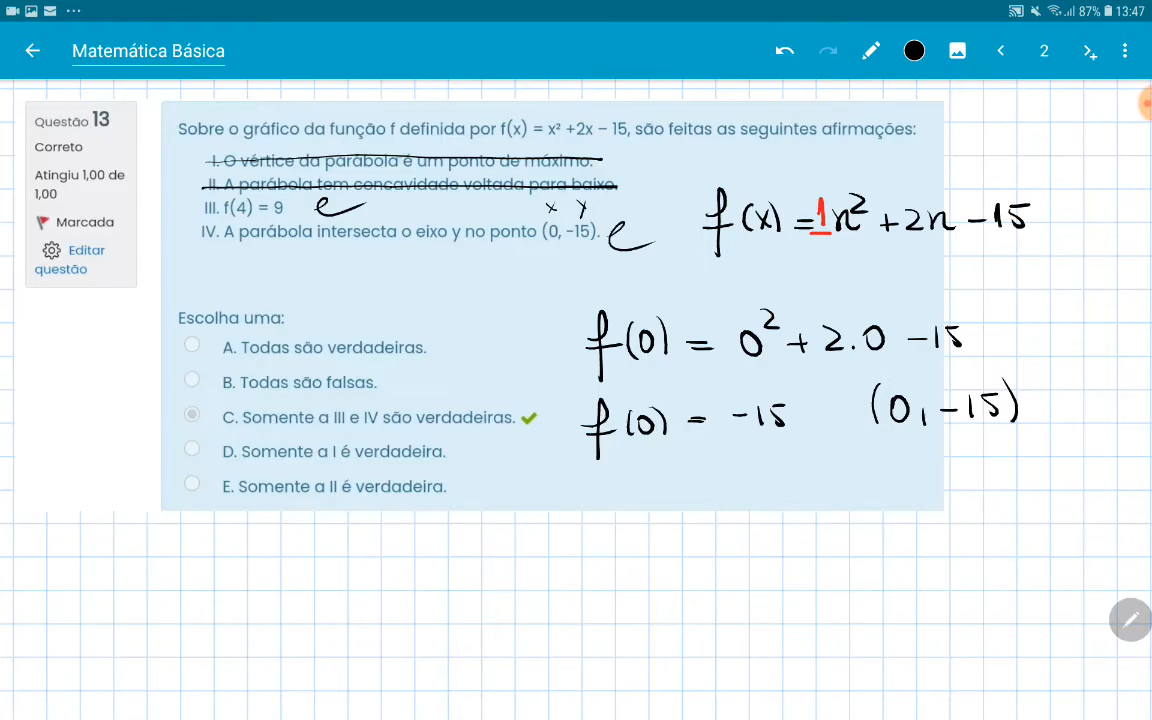 87% 13:47
Matemática Básica
2
Questão 13
Correto
Atingiu 1,00 de
1,00
Marcada
Editar
questão
Sobre o gráfico da função f definida por f(x) = x² +2x – 15, são feitas as seguintes afirmações:
I. O vértice da parábola é um ponto de máximo.
II. A parábola tem concavidade voltada para baixo.
III. f(4) = 9 e
x y
IV. A parábola intersecta o eixo y no ponto (0, -15). e
f(x) = 1x² + 2x - 15
f(0) = 0² + 2.0 - 15
f(0) = -15 (0, -15)
Escolha uma:
A. Todas são verdadeiras.
B. Todas são falsas.
C. Somente a III e IV são verdadeiras.
D. Somente a I é verdadeira.
E. Somente a II é verdadeira.